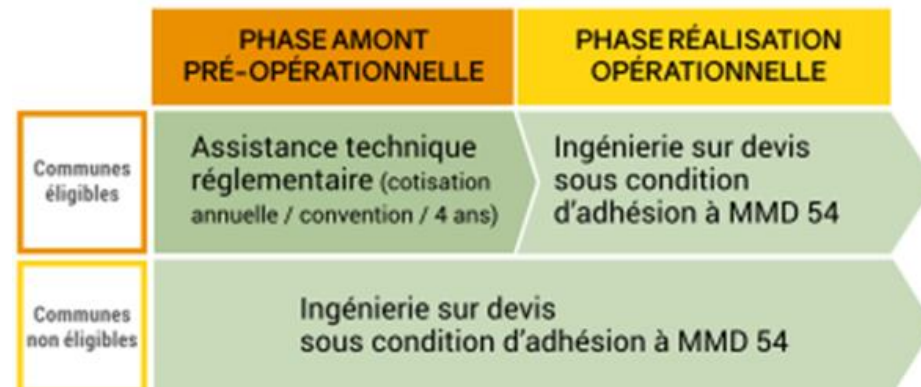 PHASE AMONT
PRÉ-OPÉRATIONNELLE
PHASE RÉALISATION
OPÉRATIONNELLE
Communes
éligibles
Assistance technique
réglementaire (cotisation
annuelle / convention / 4 ans)
Ingénierie sur devis
sous condition
d'adhésion à MMD 54
Communes
non éligibles
Ingénierie sur devis
sous condition d'adhésion à MMD 54